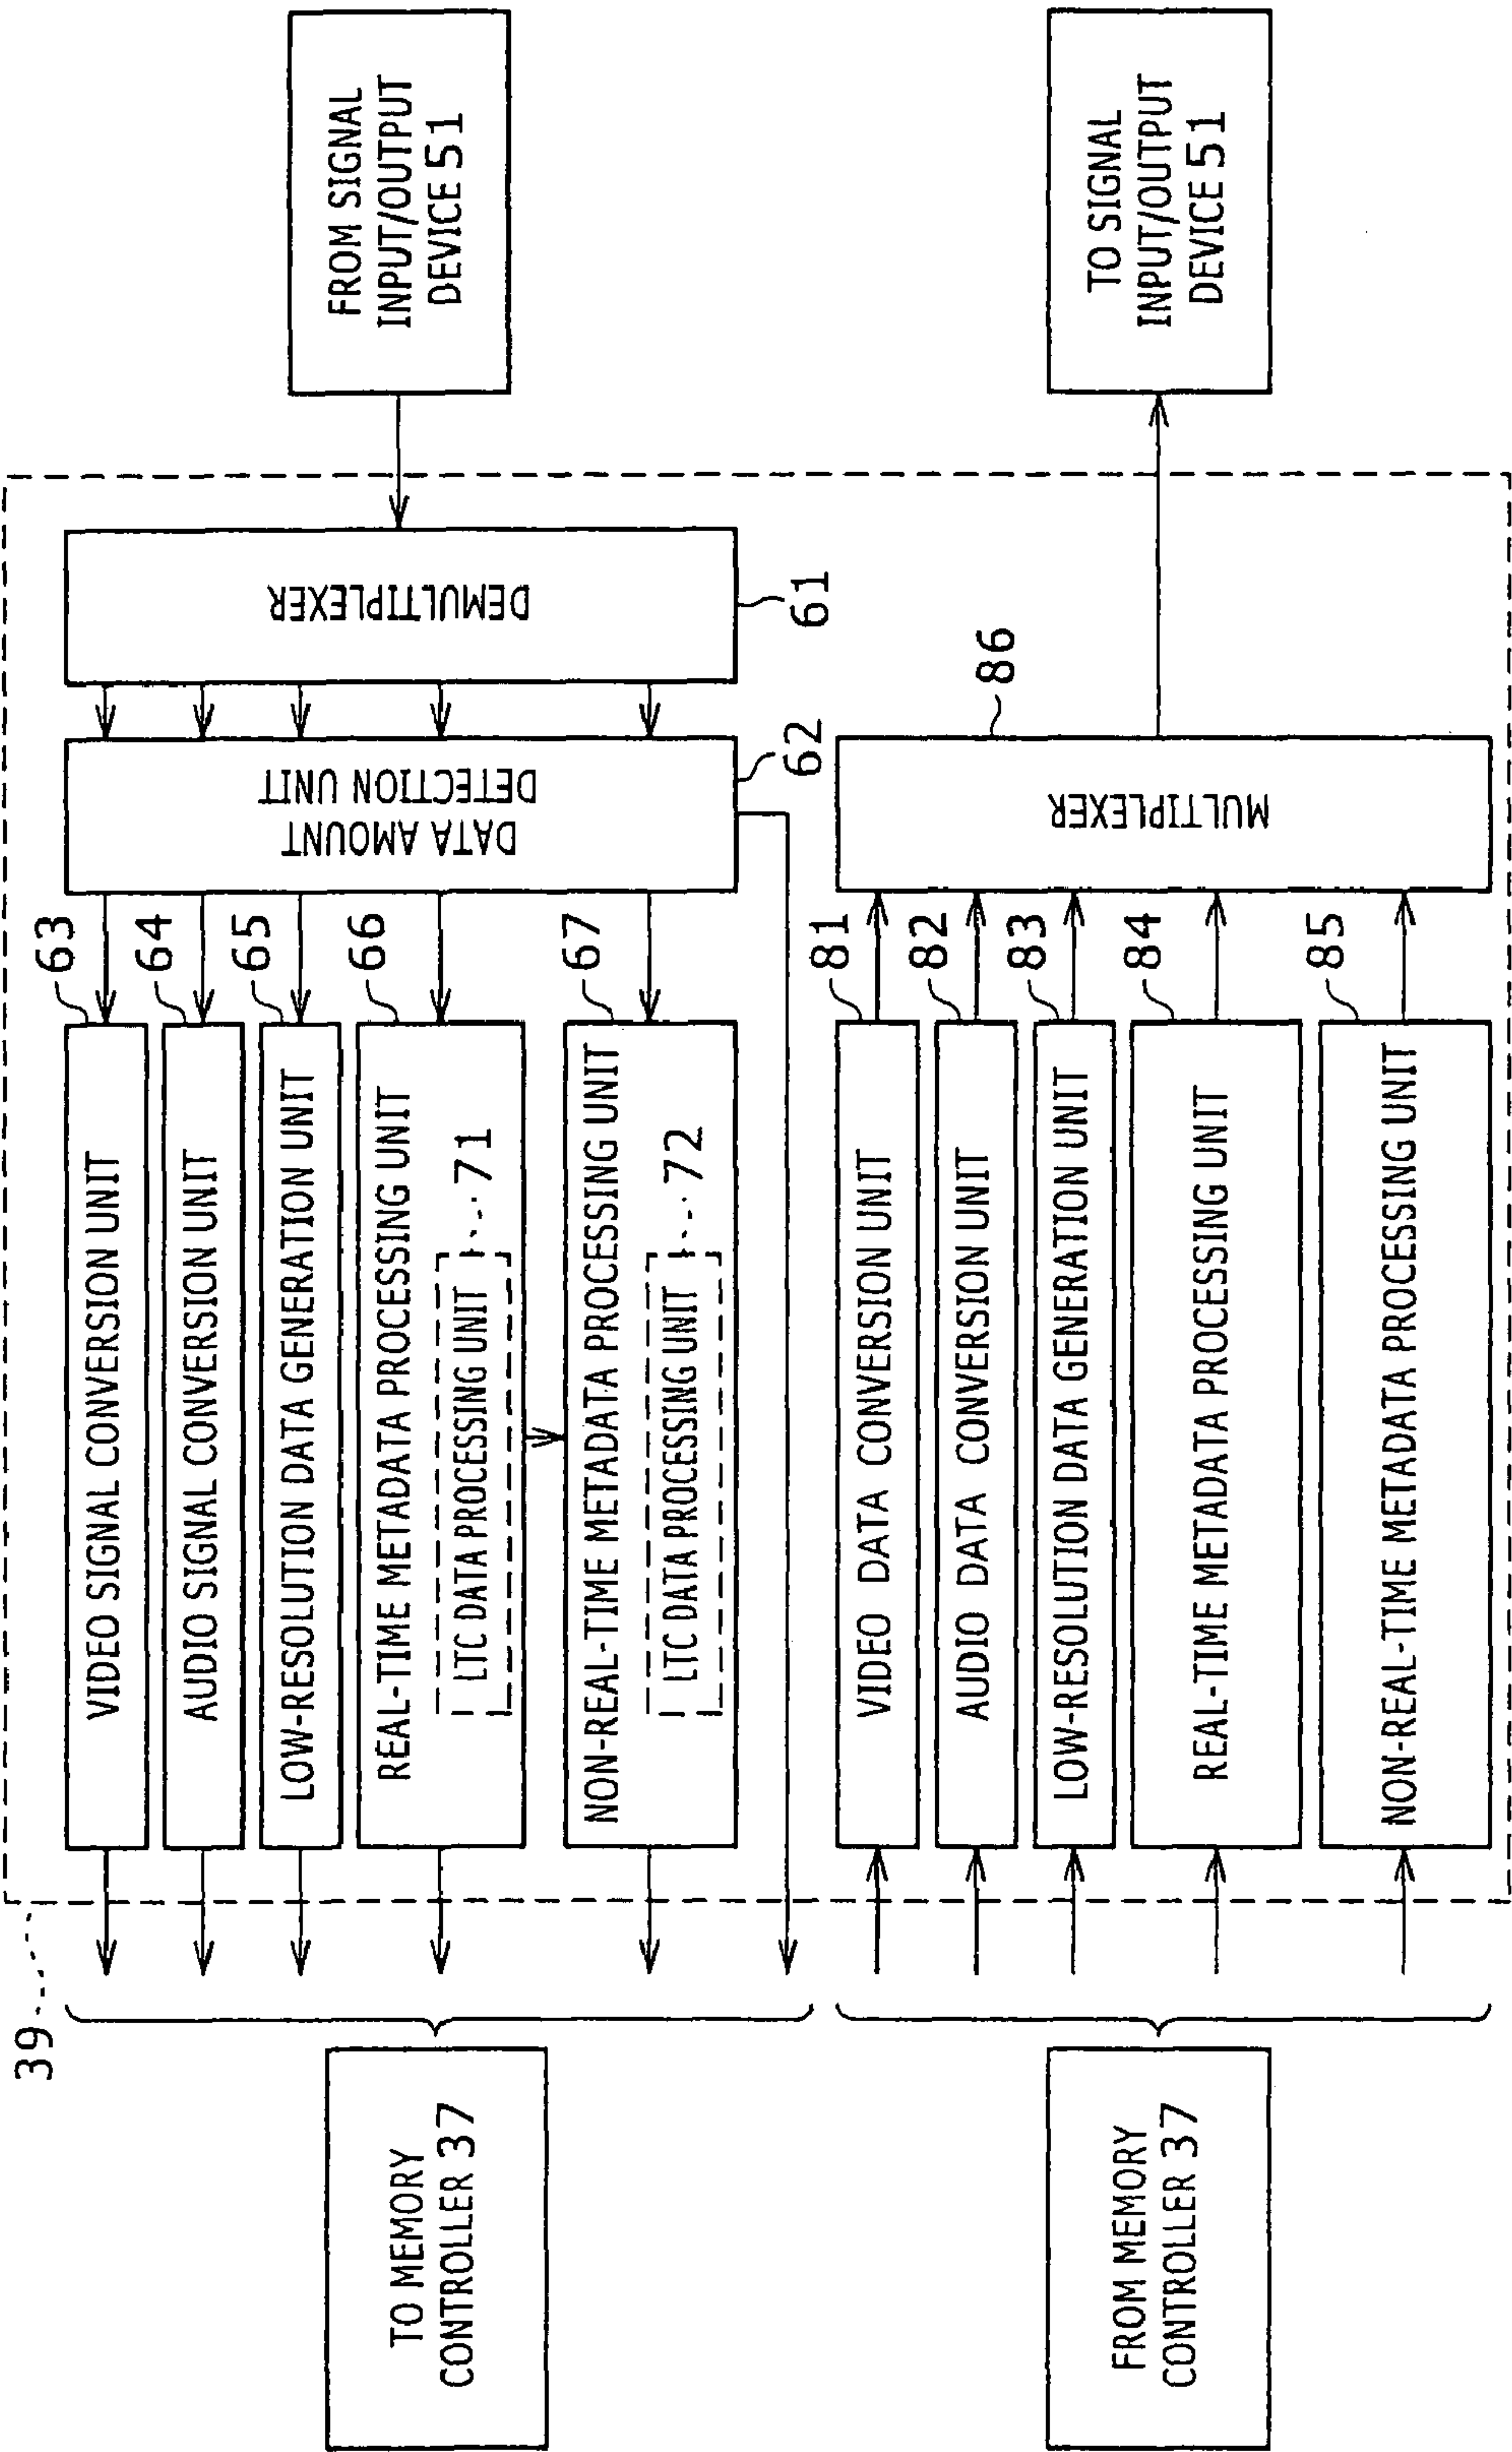 39
TO MEMORY
CONTROLLER 37
FROM MEMORY
CONTROLLER 37
VIDEO SIGNAL CONVERSION UNIT
63
AUDIO SIGNAL CONVERSION UNIT
64
LOW-RESOLUTION DATA GENERATION UNIT
65
REAL-TIME METADATA PROCESSING UNIT
66
LTC DATA PROCESSING UNIT
71
NON-REAL-TIME METADATA PROCESSING UNIT
67
LTC DATA PROCESSING UNIT
72
DATA AMOUNT
DETECTION UNIT
62
DEMULTIPLEXER
61
FROM SIGNAL
INPUT/OUTPUT
DEVICE 51
VIDEO DATA CONVERSION UNIT
81
AUDIO DATA CONVERSION UNIT
82
LOW-RESOLUTION DATA GENERATION UNIT
83
REAL-TIME METADATA PROCESSING UNIT
84
NON-REAL-TIME METADATA PROCESSING UNIT
85
MULTIPLEXER
86
TO SIGNAL
INPUT/OUTPUT
DEVICE 51